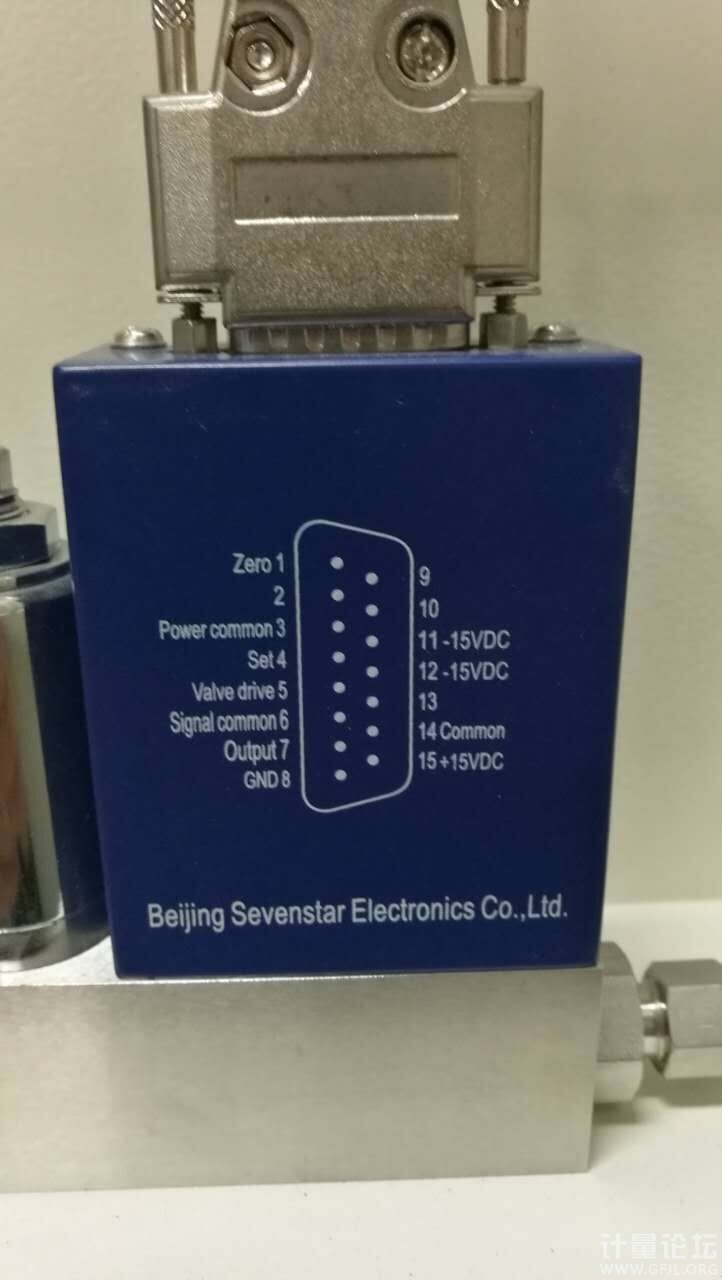 Zero 1
2
Power common 3
Set 4
Valve drive 5
Signal common 6
Output 7
GND 8
9
10
11 -15VDC
12 -15VDC
13
14 Common
15 +15VDC
Beijing Sevenstar Electronics Co.,Ltd.
计量论坛
WWW.GFJL.ORG